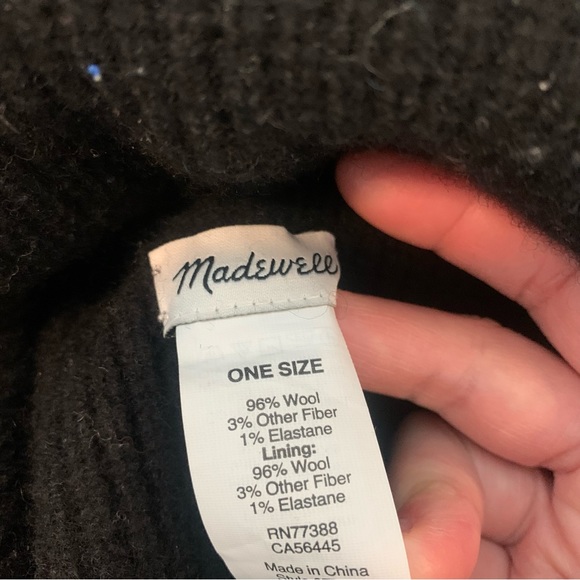 Madewell
ONE SIZE
96% Wool
3% Other Fiber
1% Elastane
Lining:
96% Wool
3% Other Fiber
1% Elastane
RN77388
CA56445
Made in China